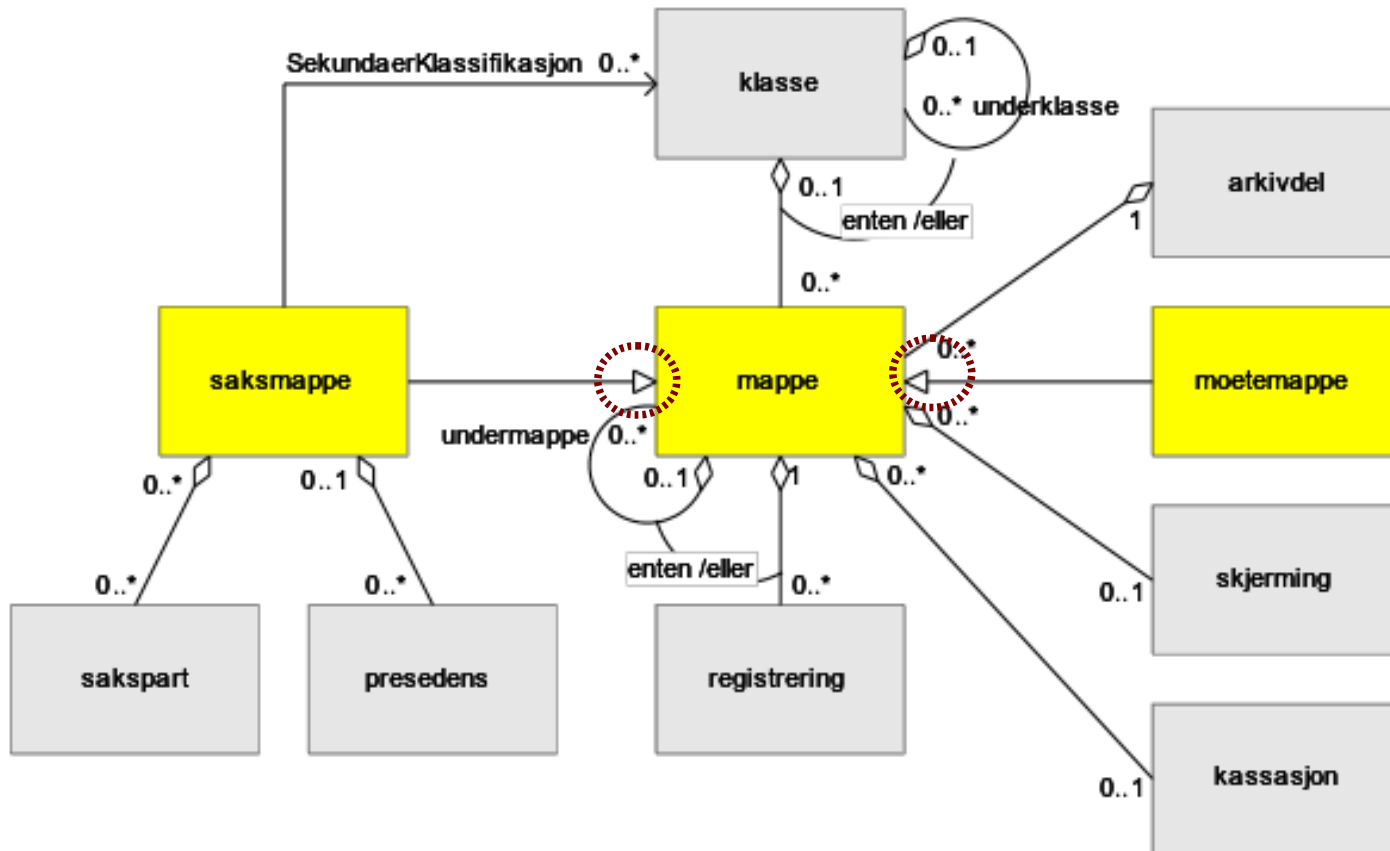 klasse
SekundaerKlassifikasjon 0..*
0..1
0..* underklasse
0..1
enten /eller
0..*
arkivdel
1
saksmappe
mappe
0..*
moetemappe
0..*
undermappe 0..*
0..*
0..1
0..1
1
0..*
enten /eller
0..*
0..*
0..*
skjerming
0..1
sakspart
presedens
registrering
kassasjon
0..1